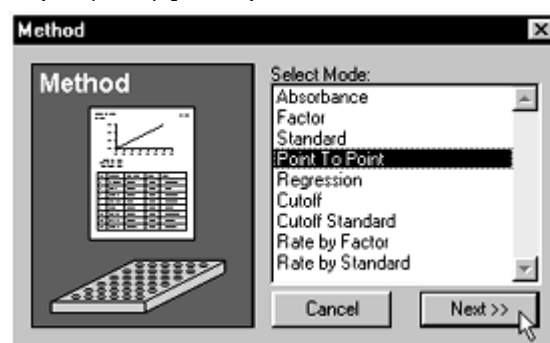 Method
Method
Select Mode:
Absorbance
Factor
Standard
Point To Point
Regression
Cutoff
Cutoff Standard
Rate by Factor
Rate by Standard
Cancel
Next >>